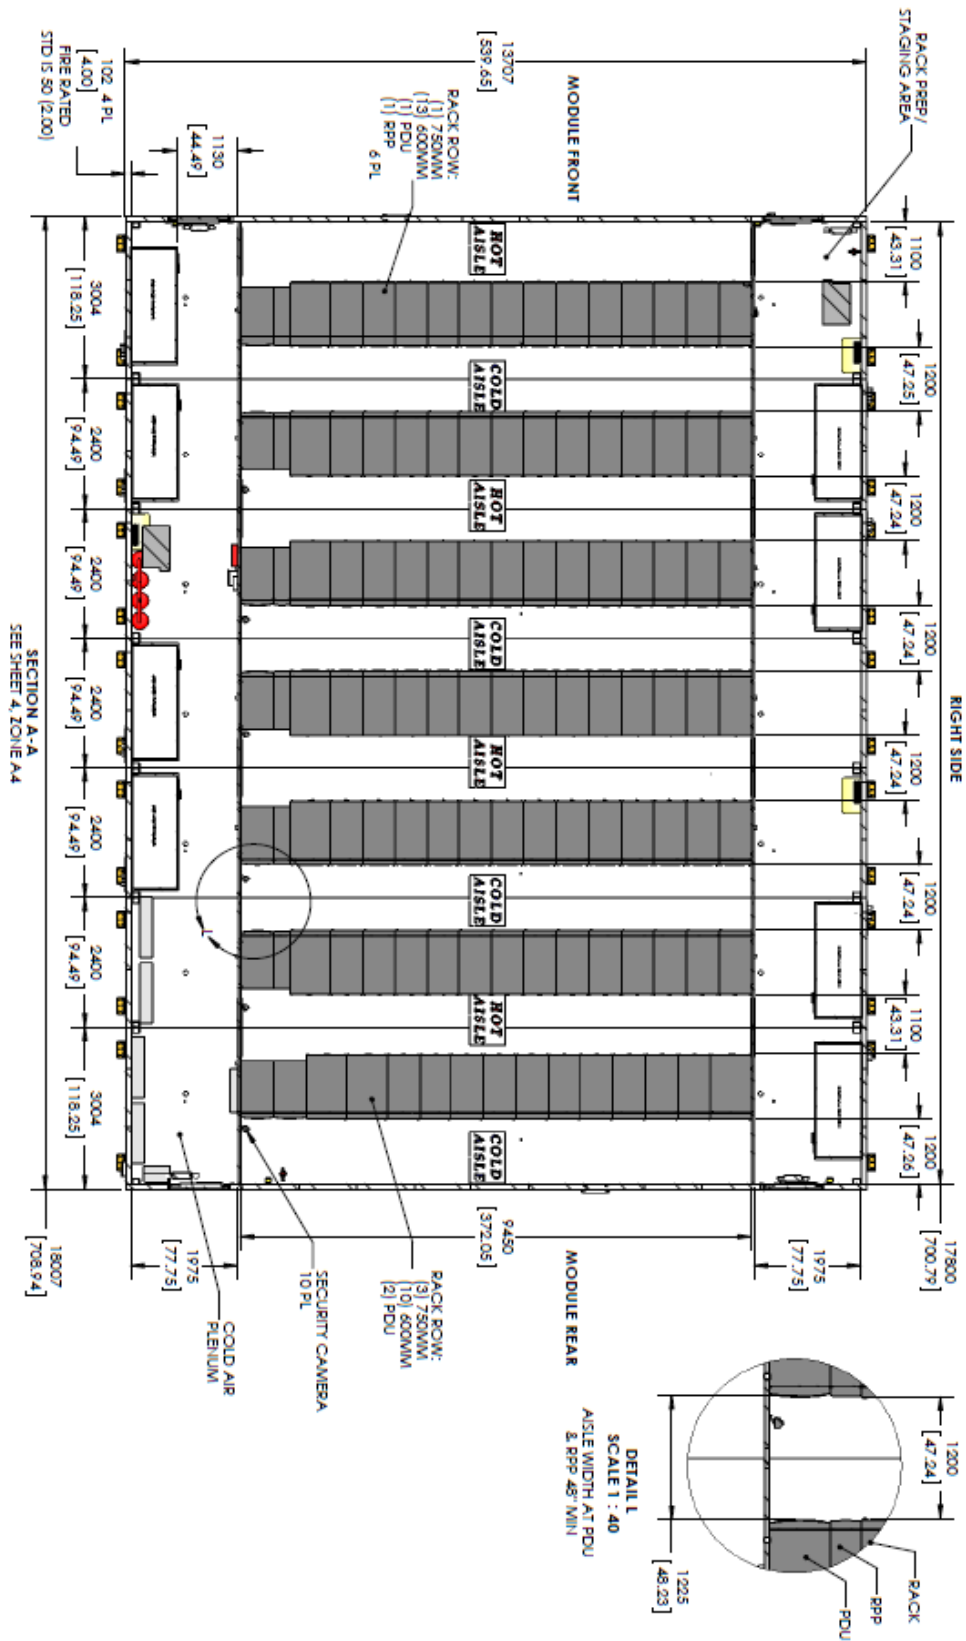 RIGHT SIDE
17800
[700.79]
1100
[43.31]
1200
[47.25]
1200
[47.24]
1200
[47.24]
1200
[47.24]
1200
[47.24]
1100
[43.31]
1200
[47.26]
RACK PREP/
STAGING AREA
13707
[539.65]
MODULE FRONT
RACK ROW:
(1) 750MM
(13) 600MM
(1) PDU
(1) RPP
6 PL
1130
[44.49]
102 4 PL
[4.00]
FIRE RATED
STD IS 50 (2.00)
HOT
AISLE
COLD
AISLE
HOT
AISLE
COLD
AISLE
HOT
AISLE
COLD
AISLE
HOT
AISLE
COLD
AISLE
1975
[77.75]
9450
[372.05]
MODULE REAR
RACK ROW:
(3) 750MM
(10) 600MM
(2) PDU
SECURITY CAMERA
10 PL
1975
[77.75]
COLD AIR
PLENUM
3004
[118.25]
2400
[94.49]
2400
[94.49]
2400
[94.49]
2400
[94.49]
2400
[94.49]
3004
[118.25]
18007
[708.94]
SECTION A-A
SEE SHEET 4, ZONE A4
1200
[47.24]
RACK
RPP
PDU
1225
[48.23]
DETAIL L
SCALE 1 : 40
AISLE WIDTH AT PDU
& RPP 48" MIN